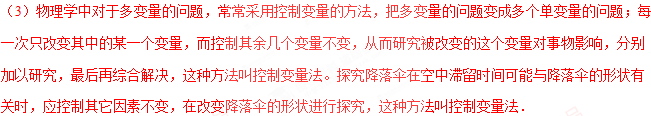 （3）物理学中对于多变量的问题，常常采用控制变量的方法，把多变量的问题变成多个单变量的问题；每
一次只改变其中的某一个变量，而控制其余几个变量不变，从而研究被改变的这个变量对事物影响，分别
加以研究，最后再综合解决，这种方法叫控制变量法。探究降落伞在空中滞留时间可能与降落伞的形状有
关时，应控制其它因素不变，在改变降落伞的形状进行探究，这种方法叫控制变量法．